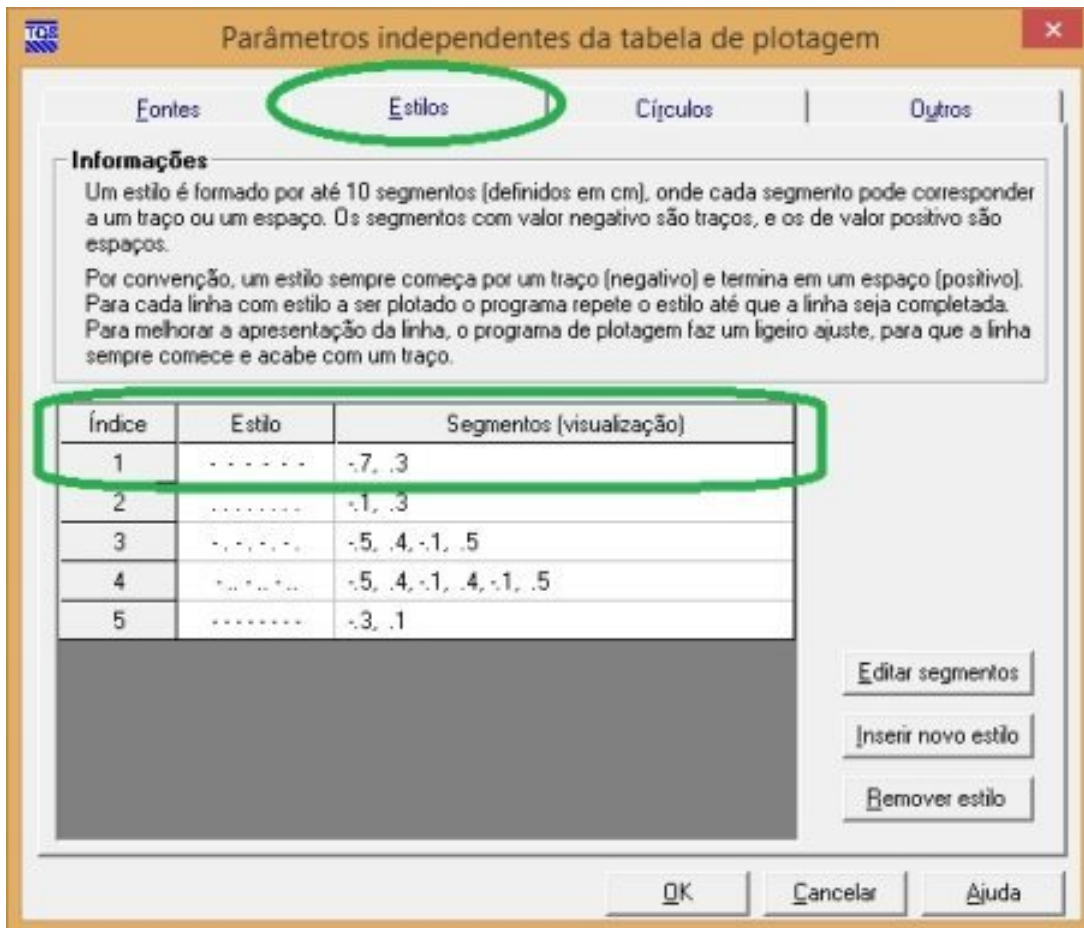 TQS
Parâmetros independentes da tabela de plotagem
×
Fontes Estilos Círculos Outros
Informações
Um estilo é formado por até 10 segmentos (definidos em cm), onde cada segmento pode corresponder
a um traço ou um espaço. Os segmentos com valor negativo são traços, e os de valor positivo são
espaços.
Por convenção, um estilo sempre começa por um traço (negativo) e termina em um espaço (positivo).
Para cada linha com estilo a ser plotado o programa repete o estilo até que a linha seja completada.
Para melhorar a apresentação da linha, o programa de plotagem faz um ligeiro ajuste, para que a linha
sempre comece e acabe com um traço.
Índice Estilo Segmentos (visualização)
1 - - - - - - -.7, .3
2 ........ -.1, .3
3 -.-.-.-. -.5, .4,-.1, .5
4 -..-..-.. -.5, .4,-.1, .4,-.1, .5
5 -------- -.3, .1
Editar segmentos
Inserir novo estilo
Remover estilo
OK Cancelar Ajuda